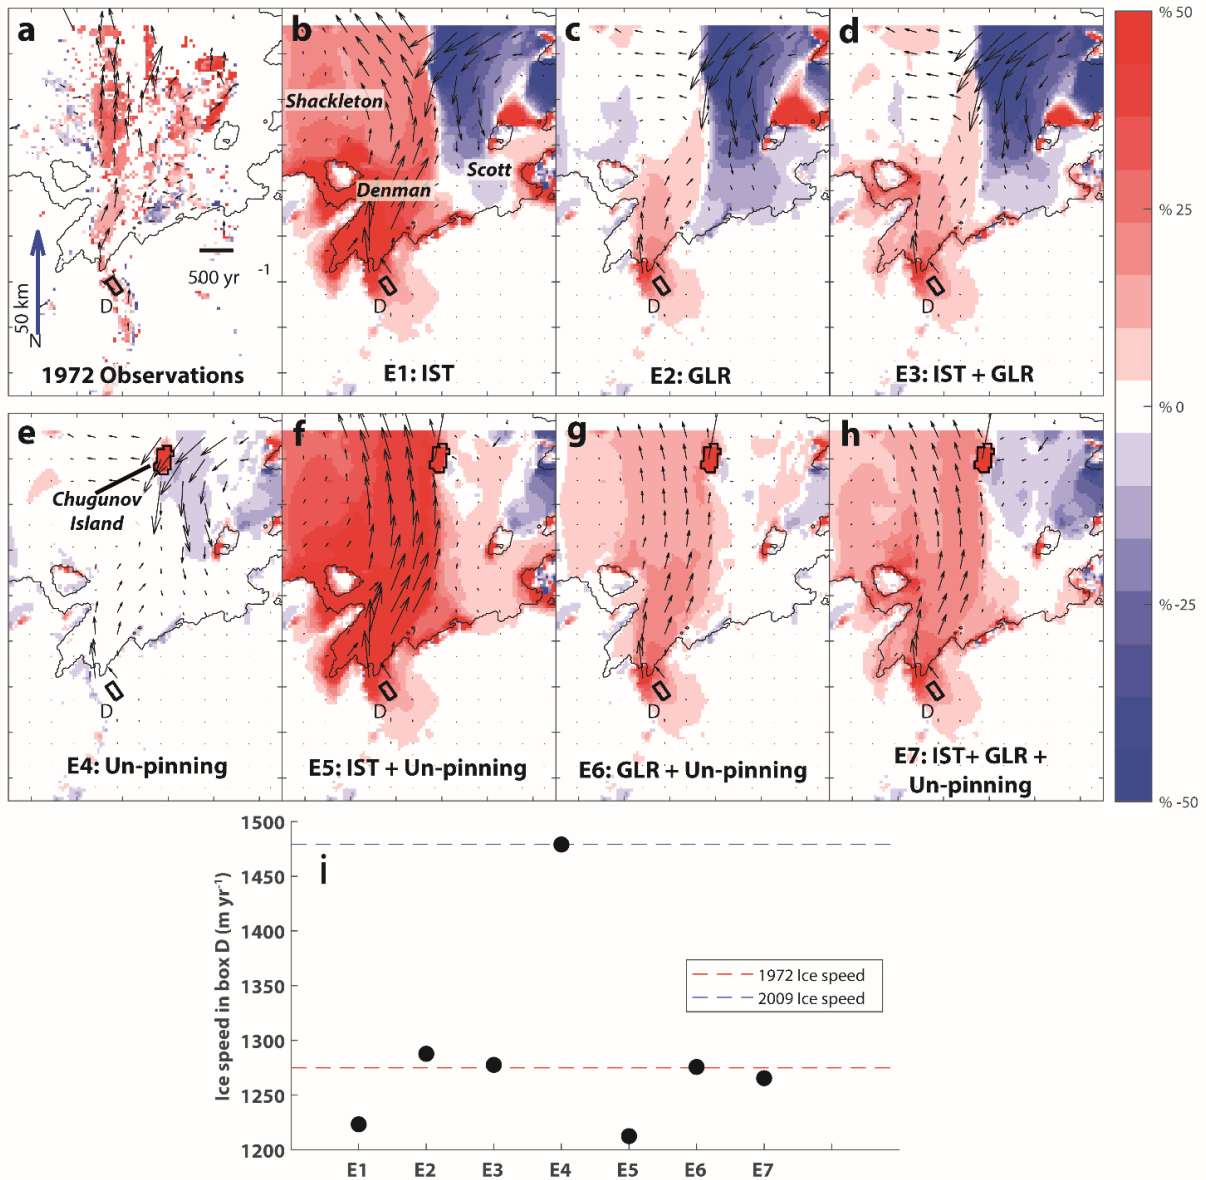 a
b
c
d
% 50
Shackleton
Scott
Denman
% 25
500 yr
-1
50 km
N
D
D
D
D
1972 Observations
E1: IST
E2: GLR
E3: IST + GLR
% 0
e
f
g
h
Chugunov
Island
% -25
D
D
D
D
E4: Un-pinning
E5: IST + Un-pinning
E6: GLR + Un-pinning
E7: IST+ GLR +
Un-pinning
% -50
i
Ice speed in box D (m yr-1)
1500
1450
1400
1350
1300
1250
1200
1972 Ice speed
2009 Ice speed
E1
E2
E3
E4
E5
E6
E7